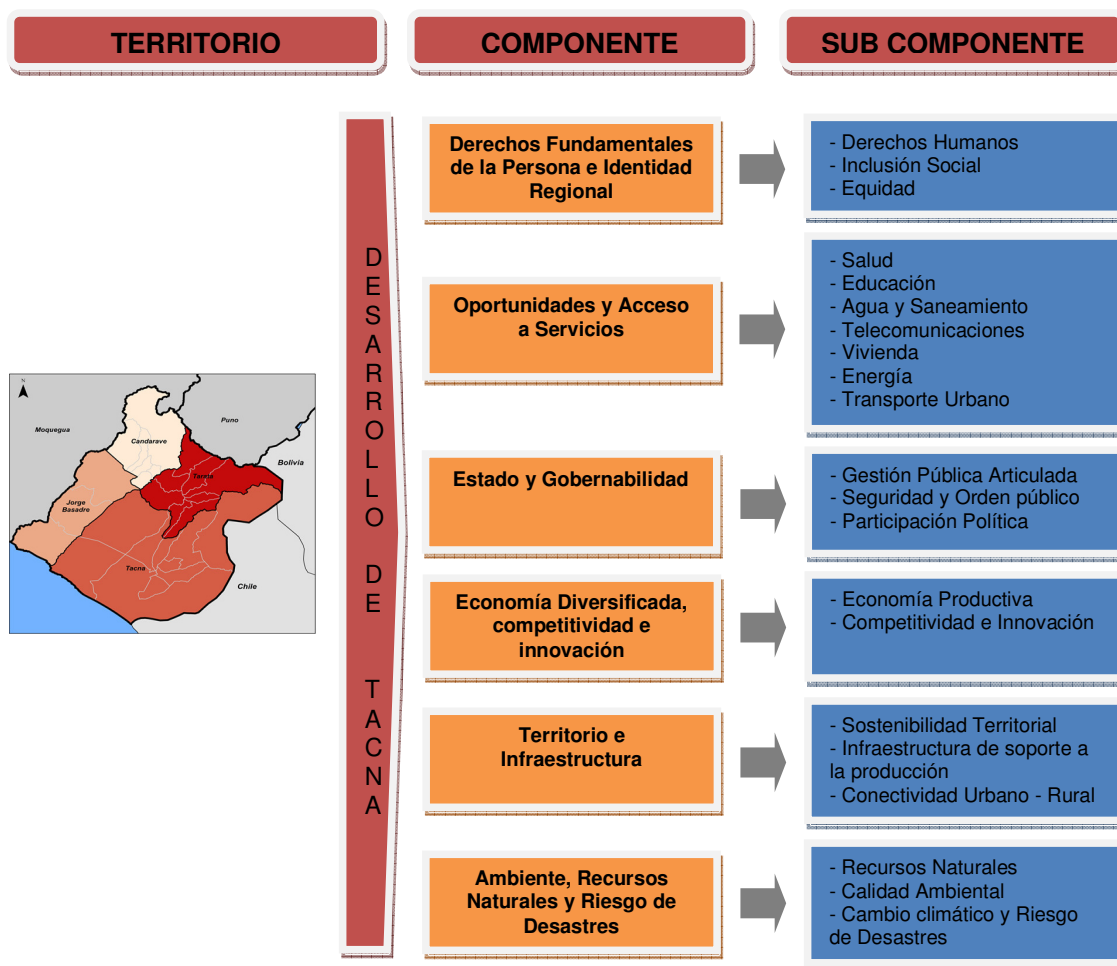 TERRITORIO
COMPONENTE
SUB COMPONENTE
N
Moquegua
Puno
Candarave
Bolivia
Tarata
Jorge
Basadre
Tacna
Chile
DESARROLLO DE TACNA
Derechos Fundamentales
de la Persona e Identidad
Regional
- Derechos Humanos
- Inclusión Social
- Equidad
Oportunidades y Acceso
a Servicios
- Salud
- Educación
- Agua y Saneamiento
- Telecomunicaciones
- Vivienda
- Energía
- Transporte Urbano
Estado y Gobernabilidad
- Gestión Pública Articulada
- Seguridad y Orden público
- Participación Política
Economía Diversificada,
competitividad e
innovación
- Economía Productiva
- Competitividad e Innovación
Territorio e
Infraestructura
- Sostenibilidad Territorial
- Infraestructura de soporte a
la producción
- Conectividad Urbano - Rural
Ambiente, Recursos
Naturales y Riesgo de
Desastres
- Recursos Naturales
- Calidad Ambiental
- Cambio climático y Riesgo
de Desastres